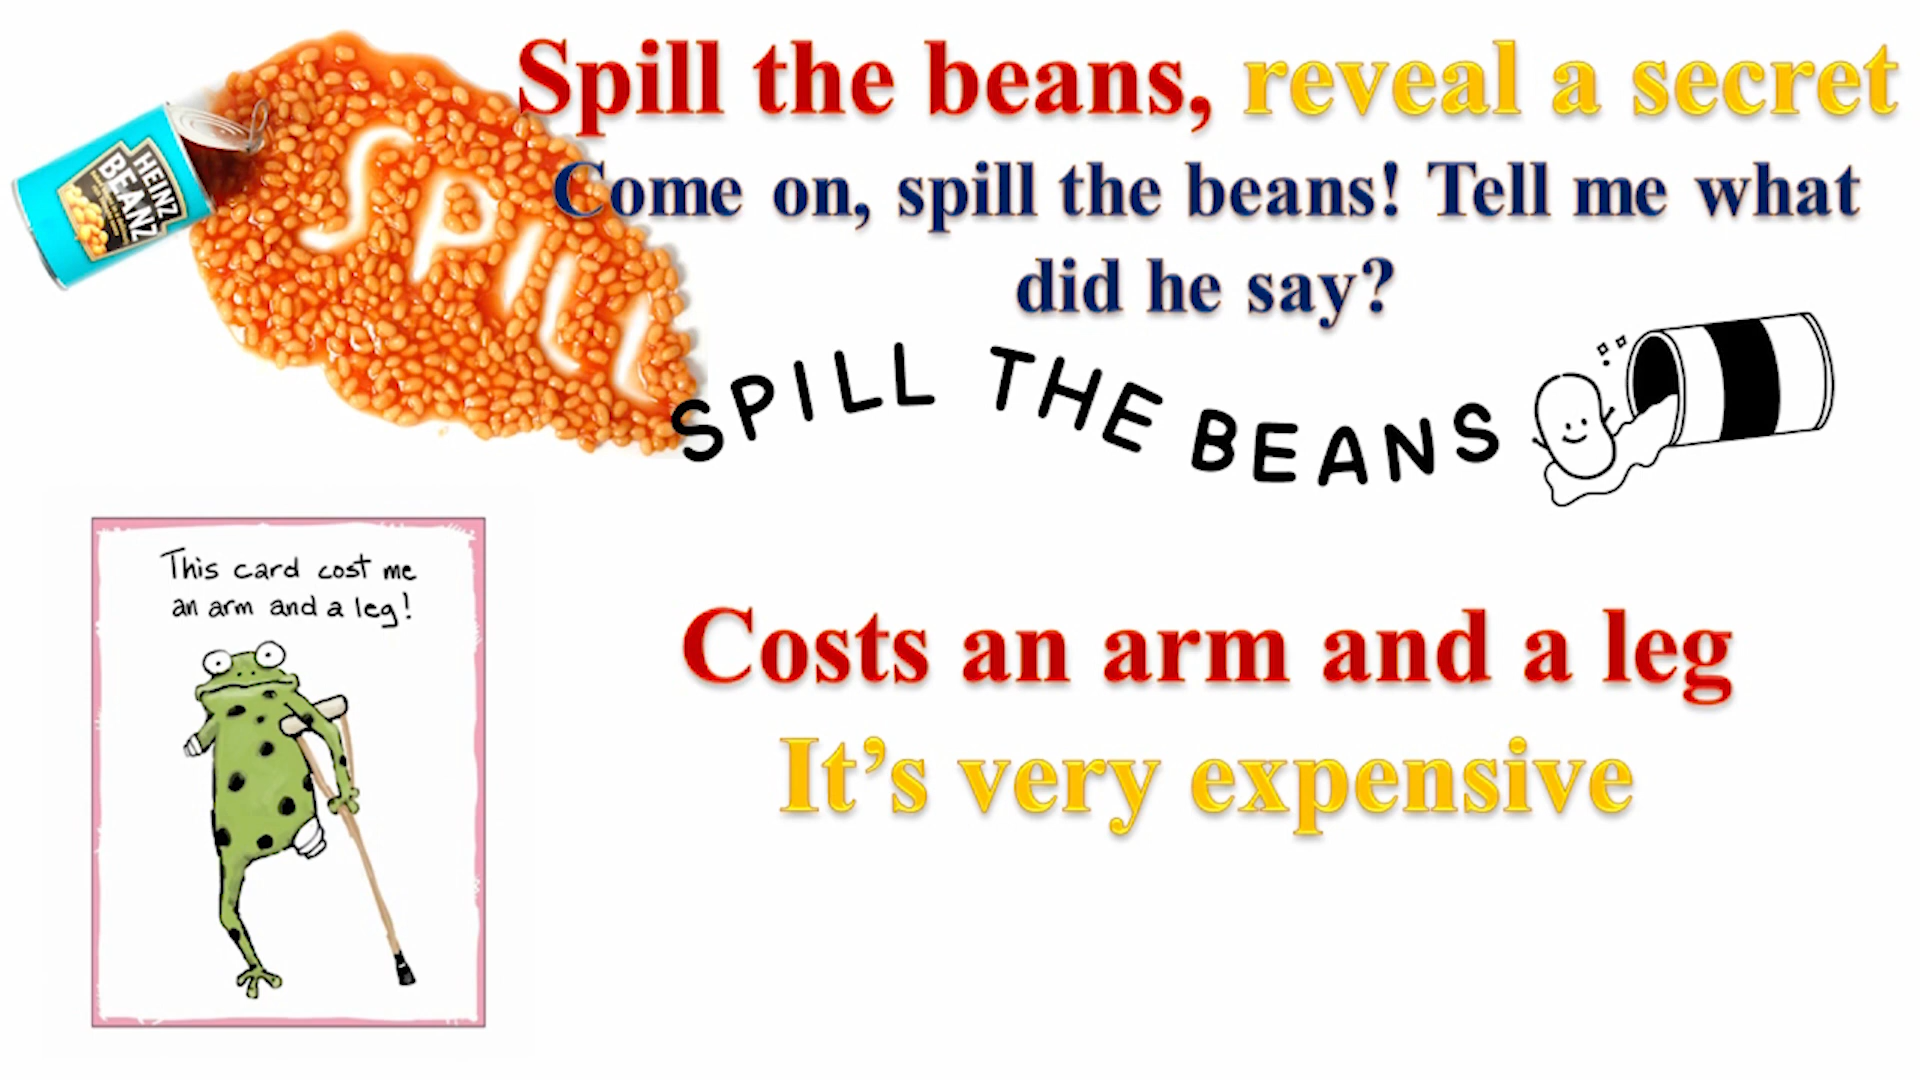 Spill the beans, reveal a secret
Come on, spill the beans! Tell me what
did he say?
HEINZ
BEANZ
SPILL
SPILL THE BEANS
This card cost me
an arm and a leg!
Costs an arm and a leg
It's very expensive